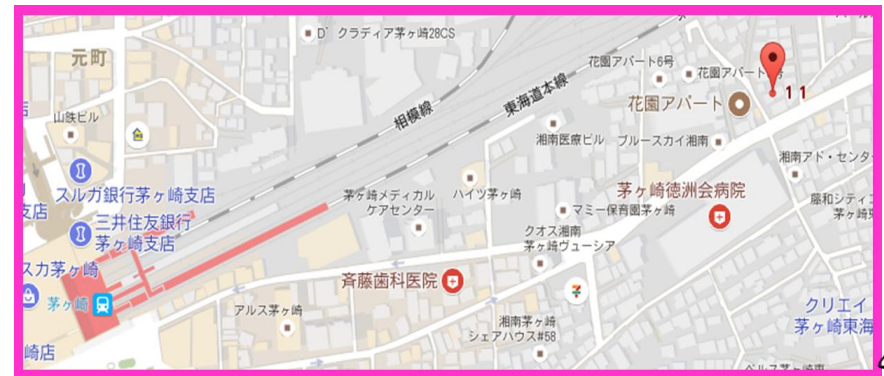 D' クラディア茅ヶ崎28CS
元町
花園アパート6号
花園アパート
11
山鉄ビル
相模線
東海道本線
花園アパート
湘南医療ビル
ブルースカイ湘南
湘南アド・センタ
スルガ銀行茅ヶ崎支店
支店
三井住友銀行
茅ヶ崎支店
茅ヶ崎メディカル
ケアセンター
ハイツ茅ヶ崎
茅ヶ崎徳洲会病院
マミー保育園茅ヶ崎
藤和シティ
茅ヶ崎
クオス湘南
茅ヶ崎ヴューシア
スカ茅ヶ崎
斉藤歯科医院
茅ヶ崎
アルス茅ヶ崎
湘南茅ヶ崎
シェアハウス#58
クリエイ
茅ヶ崎東海
崎店